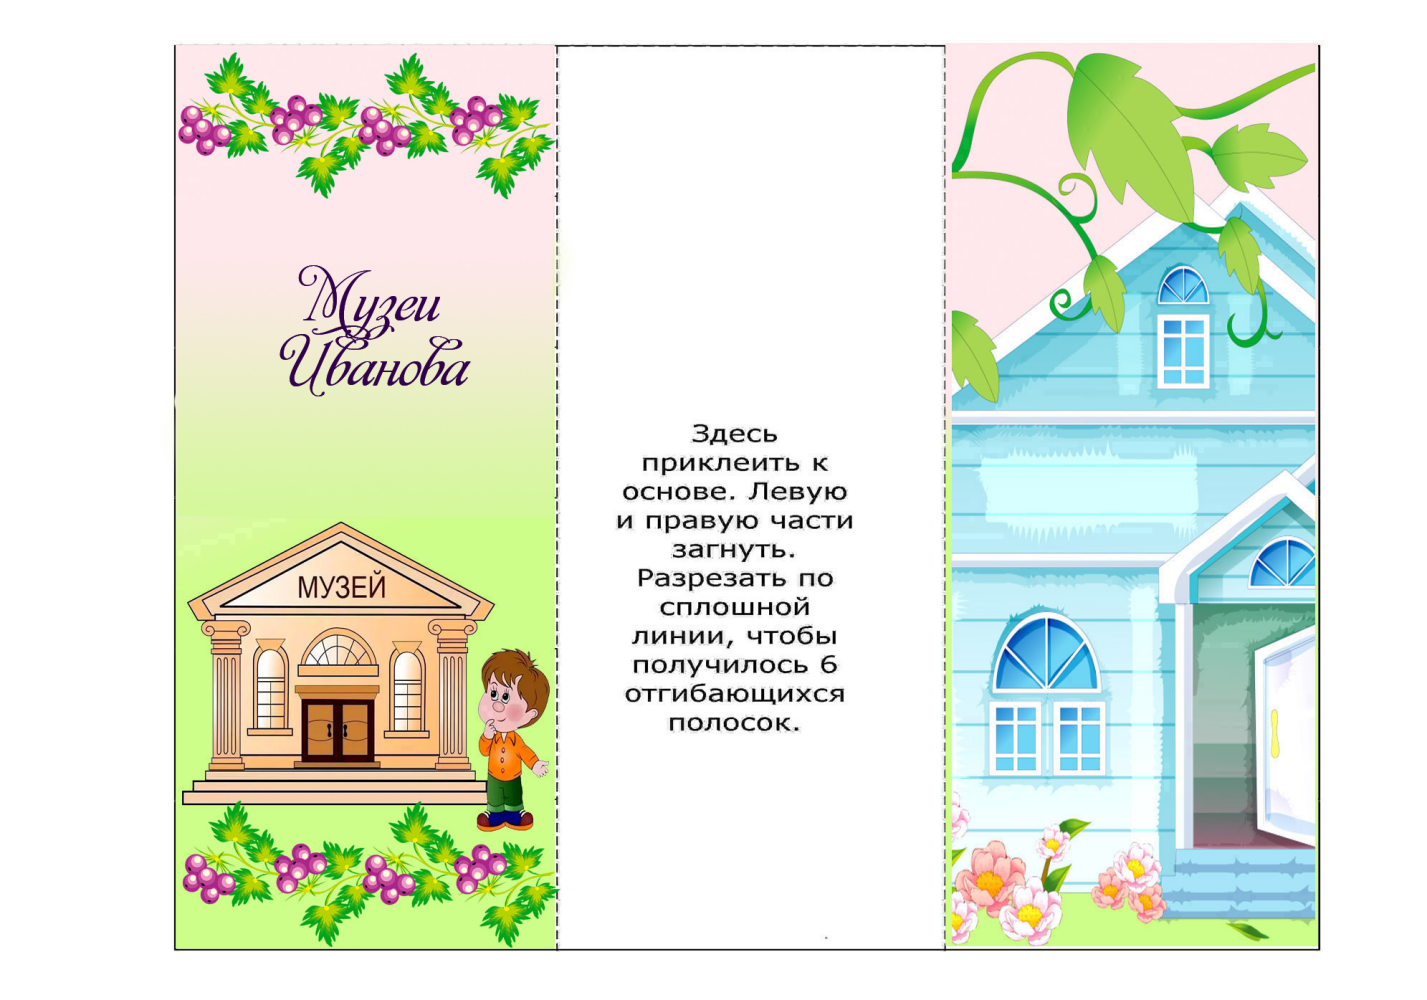 Музеи
Иванова
МУЗЕЙ
Здесь
приклеить к
основе. Левую
и правую части
загнуть.
Разрезать по
сплошной
линии, чтобы
получилось 6
отгибающихся
полосок.